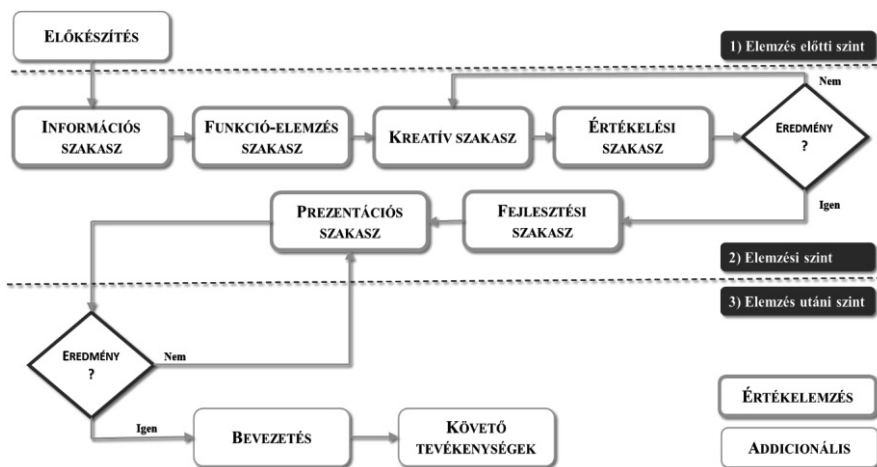 ELŐKÉSZÍTÉS
1) Elemzés előtti szint
Nem
INFORMÁCIÓS
SZAKASZ
FUNKCIÓ-ELEMZÉS
SZAKASZ
KREATÍV SZAKASZ
ÉRTÉKELÉSI
SZAKASZ
EREDMÉNY
?
Igen
PREZENTÁCIÓS
SZAKASZ
FEJLESZTÉSI
SZAKASZ
2) Elemzési szint
3) Elemzés utáni szint
EREDMÉNY
?
Nem
Igen
BEVEZETÉS
KÖVETŐ
TEVÉKENYSÉGEK
ÉRTÉKELEMZÉS
ADDICIONÁLIS